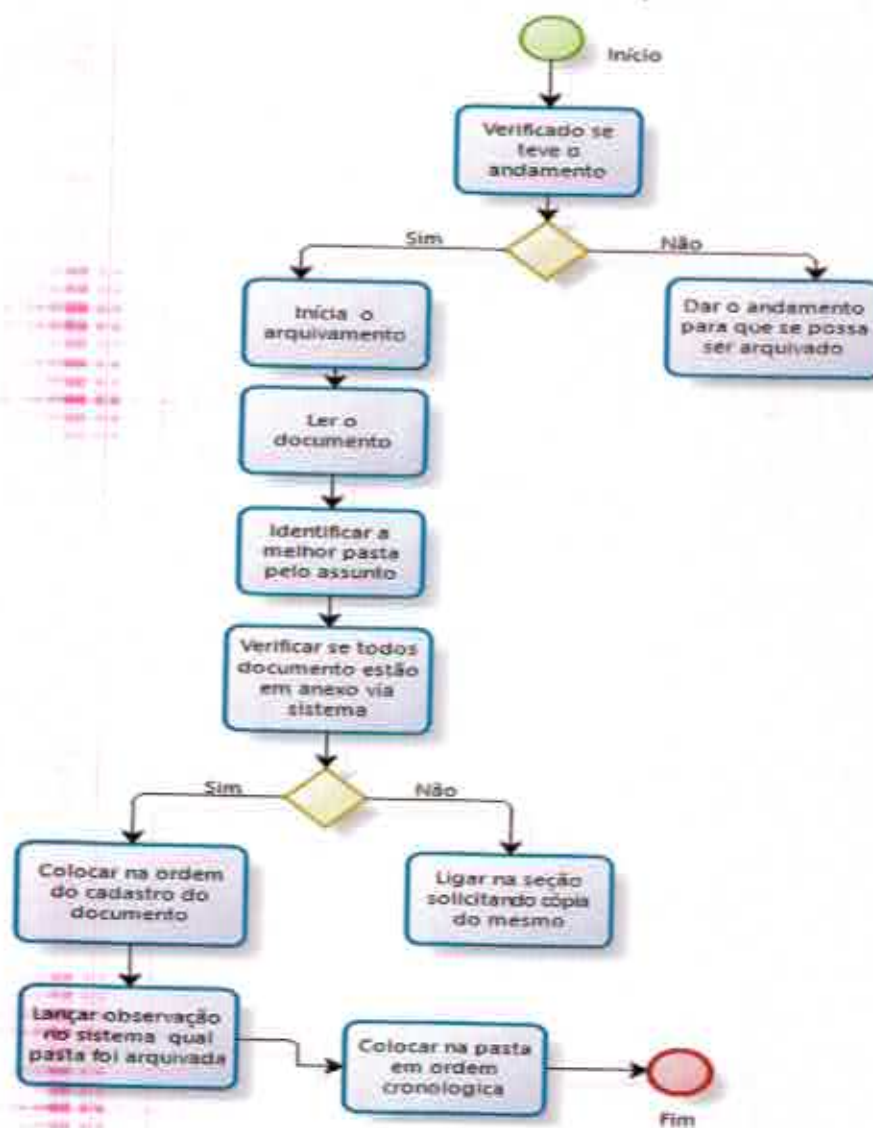 Início
Verificado se
teve o
andamento
Sim
Não
Inícia o
arquivamento
Dar o andamento
para que se possa
ser arquivado
Ler o
documento
Identificar a
melhor pasta
pelo assunto
Verificar se todos
documento estão
em anexo via
sistema
Sim
Não
Colocar na ordem
do cadastro do
documento
Ligar na seção
solicitando cópia
do mesmo
Lançar observação
no sistema qual
pasta foi arquivada
Colocar na pasta
em ordem
cronologica
Fim